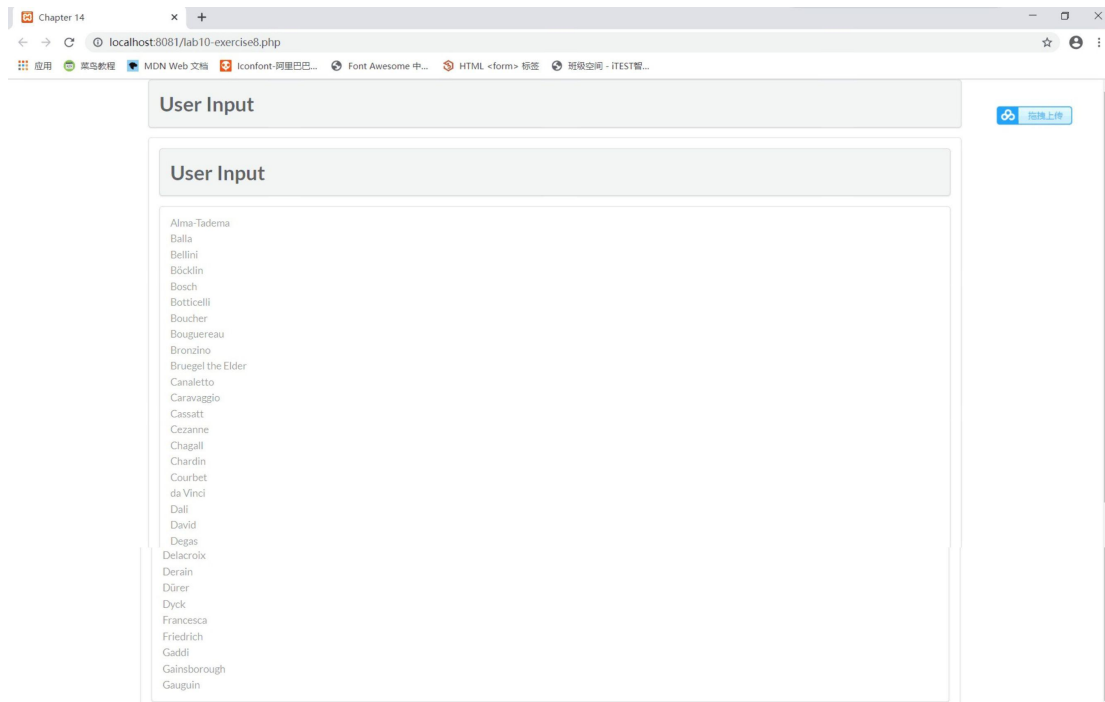 Chapter 14
localhost:8081/lab10-exercise8.php
应用 菜鸟教程 MDN Web 文档 Iconfont-阿里巴巴... Font Awesome 中... HTML <form> 标签 班级空间 - iTEST智...
User Input
拖拽上传
User Input
Alma-Tadema
Balla
Bellini
Böcklin
Bosch
Botticelli
Boucher
Bouguereau
Bronzino
Bruegel the Elder
Canaletto
Caravaggio
Cassatt
Cezanne
Chagall
Chardin
Courbet
da Vinci
Dali
David
Degas
Delacroix
Derain
Dürer
Dyck
Francesca
Friedrich
Gaddi
Gainsborough
Gauguin